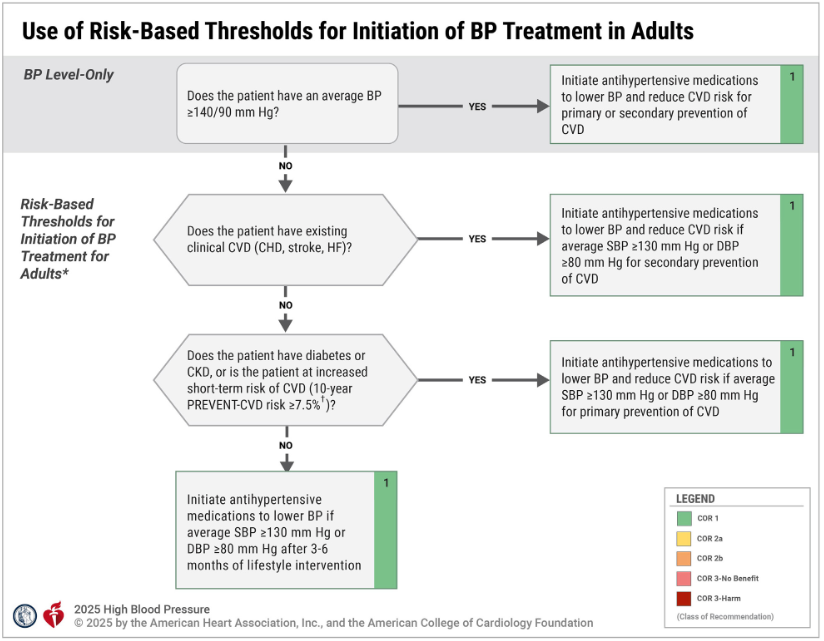 Use of Risk-Based Thresholds for Initiation of BP Treatment in Adults
BP Level-Only
Does the patient have an average BP
≥140/90 mm Hg?
YES
Initiate antihypertensive medications
to lower BP and reduce CVD risk for
primary or secondary prevention of
CVD
1
NO
Risk-Based
Thresholds for
Initiation of BP
Treatment for
Adults*
Does the patient have existing
clinical CVD (CHD, stroke, HF)?
YES
Initiate antihypertensive medications
to lower BP and reduce CVD risk if
average SBP ≥130 mm Hg or DBP
≥80 mm Hg for secondary prevention
of CVD
1
NO
Does the patient have diabetes or
CKD, or is the patient at increased
short-term risk of CVD (10-year
PREVENT-CVD risk ≥7.5%†)?
YES
Initiate antihypertensive medications to
lower BP and reduce CVD risk if average
SBP ≥130 mm Hg or DBP ≥80 mm Hg
for primary prevention of CVD
1
NO
Initiate antihypertensive
medications to lower BP if
average SBP ≥130 mm Hg or
DBP ≥80 mm Hg after 3-6
months of lifestyle intervention
1
LEGEND
COR 1
COR 2a
COR 2b
COR 3-No Benefit
COR 3-Harm
(Class of Recommendation)
2025 High Blood Pressure
© 2025 by the American Heart Association, Inc., and the American College of Cardiology Foundation